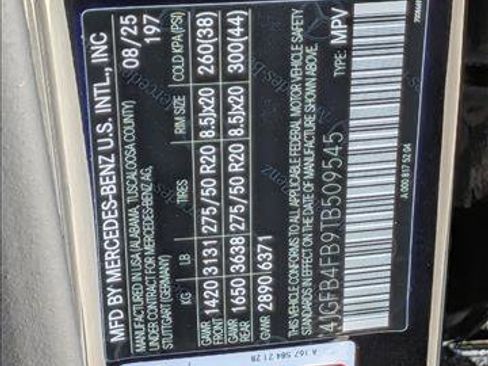 MFD BY MERCEDES-BENZ U.S. INTL., INC
MANUFACTURED IN USA (ALABAMA, TUSCALOOSA COUNTY) 08/25
UNDER CONTRACT FOR MERCEDES-BENZ AG, 197
STUTTGART (GERMANY)
KG LB TIRES RIM SIZE COLD KPA (PSI)
GAWR FRONT 1420 3131 275/50 R20 8.5Jx20 260(38)
GAWR REAR 1650 3638 275/50 R20 8.5Jx20 300(44)
GVWR 2890 6371
THIS VEHICLE CONFORMS TO ALL APPLICABLE FEDERAL MOTOR VEHICLE SAFETY
STANDARDS IN EFFECT ON THE DATE OF MANUFACTURE SHOWN ABOVE.
4JGFB4FB9TB509545 TYPE: MPV
A 000 817 52 04
A 167 584 21 28